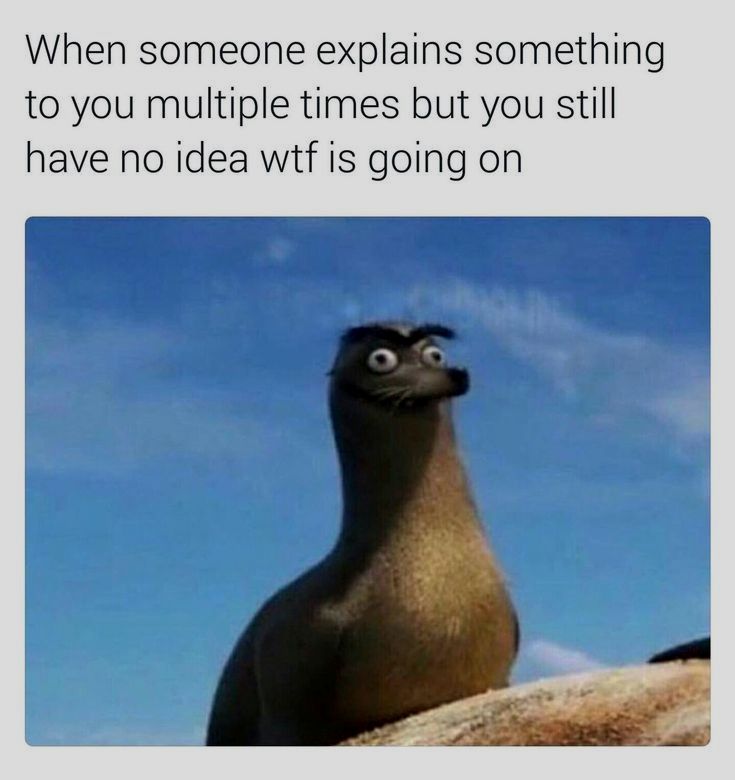 When someone explains something
to you multiple times but you still
have no idea wtf is going on